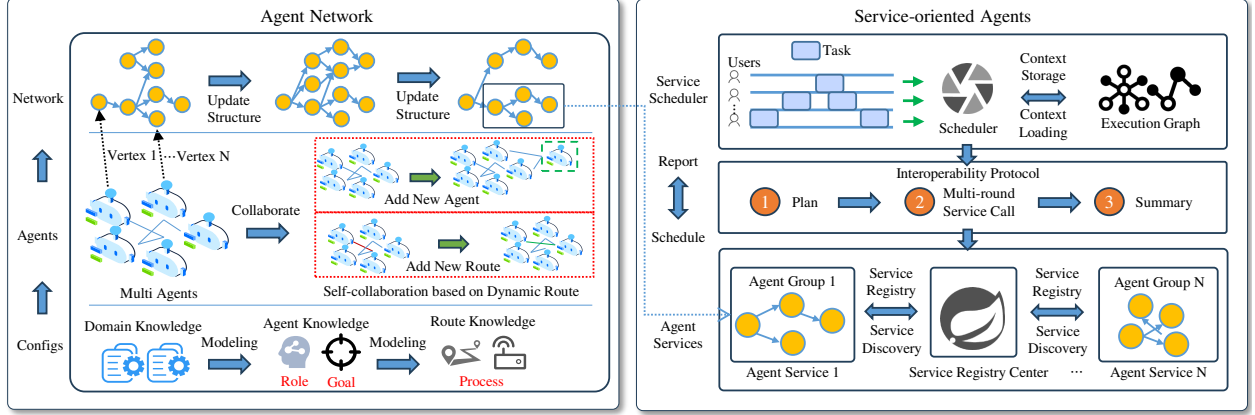 Agent Network
Network
Agents
Configs
Update
Structure
Update
Structure
Vertex 1
···Vertex N
Collaborate
Add New Agent
Add New Route
Multi Agents
Self-collaboration based on Dynamic Route
Domain Knowledge
Modeling
Agent Knowledge
Role
Goal
Modeling
Route Knowledge
Process
Service-oriented Agents
Service
Scheduler
Users
Task
Scheduler
Context
Storage
Context
Loading
Execution Graph
Report
Schedule
Interoperability Protocol
1
Plan
2
Multi-round
Service Call
3
Summary
Agent
Services
Agent Group 1
Agent Service 1
Service
Registry
Service
Discovery
Service Registry Center
Service
Registry
Service
Discovery
···
Agent Group N
Agent Service N